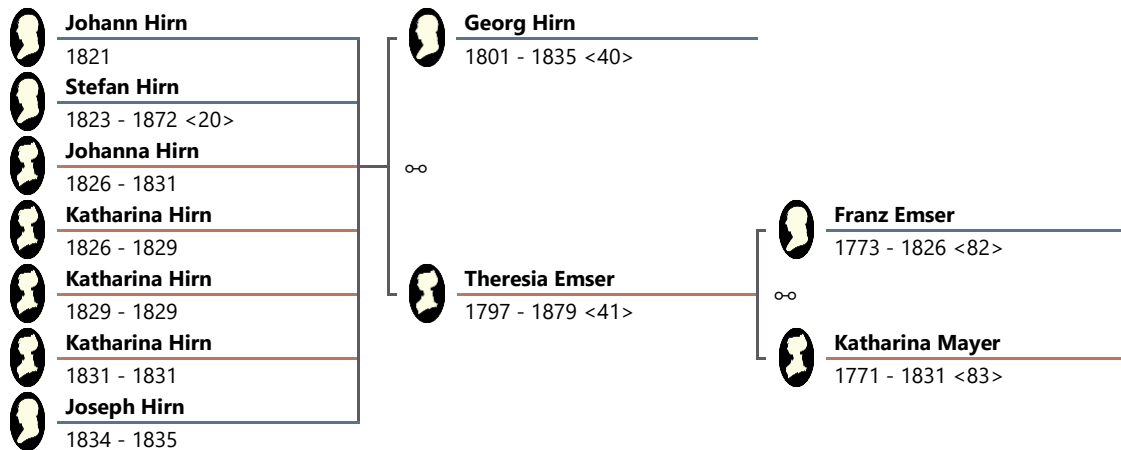 Johann Hirn
1821
Stefan Hirn
1823 - 1872 <20>
Johanna Hirn
1826 - 1831
Katharina Hirn
1826 - 1829
Katharina Hirn
1829 - 1829
Katharina Hirn
1831 - 1831
Joseph Hirn
1834 - 1835
Georg Hirn
1801 - 1835 <40>
Theresia Emser
1797 - 1879 <41>
Franz Emser
1773 - 1826 <82>
Katharina Mayer
1771 - 1831 <83>